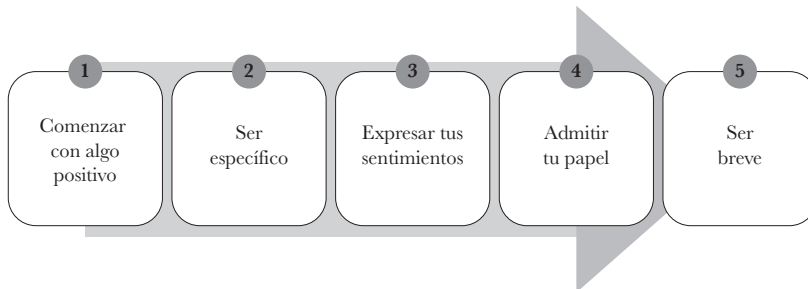 1
Comenzar
con algo
positivo
2
Ser
específico
3
Expresar tus
sentimientos
4
Admitir
tu papel
5
Ser
breve